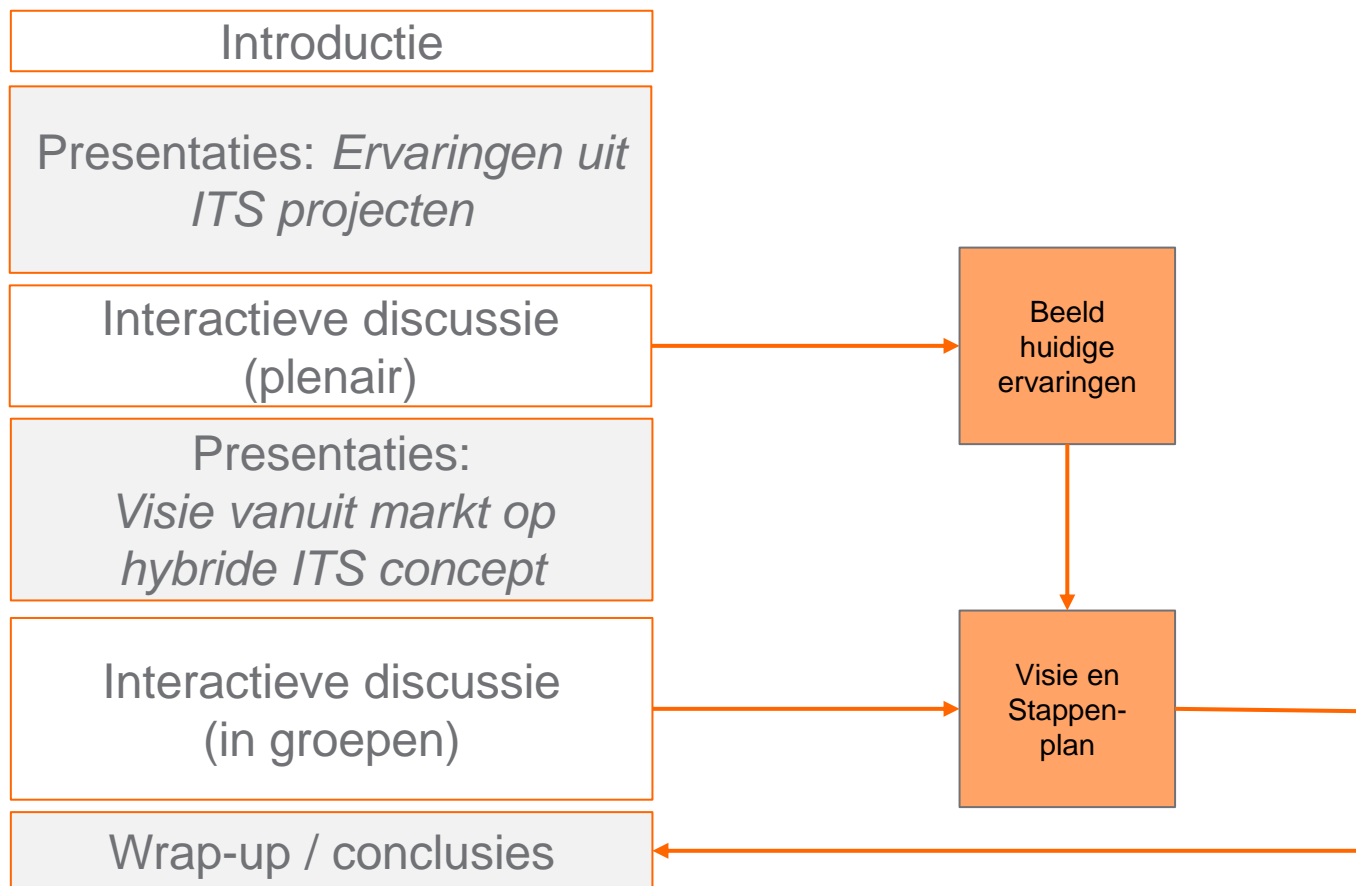 Introductie
Presentaties: Ervaringen uit
ITS projecten
Interactieve discussie
(plenair)
Beeld
huidige
ervaringen
Presentaties:
Visie vanuit markt op
hybride ITS concept
Interactieve discussie
(in groepen)
Visie en
Stappen-
plan
Wrap-up / conclusies